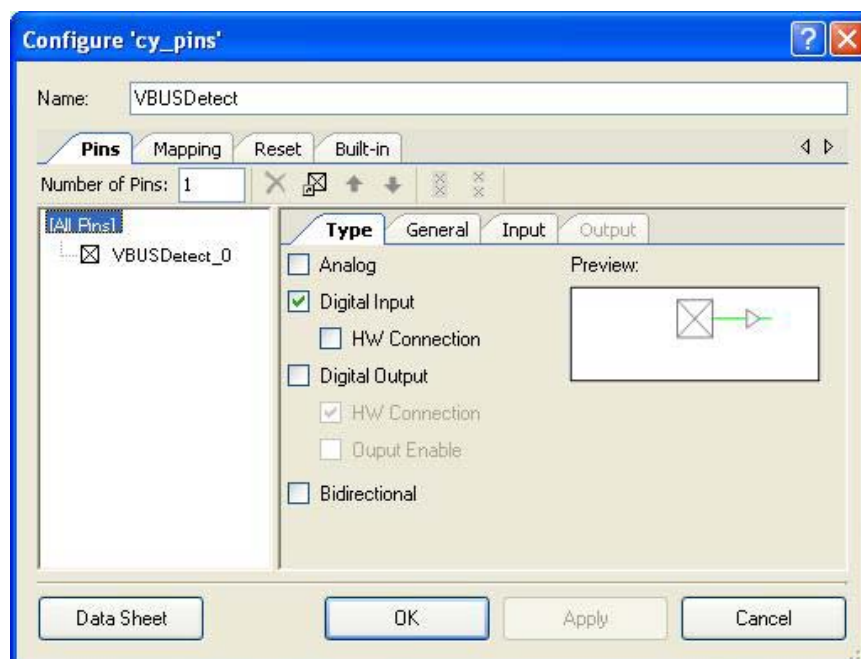 Configure 'cy_pins'
Name: VBUSDetect
Pins Mapping Reset Built-in
Number of Pins: 1
[All Pins]
VBUSDetect_0
Type General Input Output
Analog
Preview:
Digital Input
HW Connection
Digital Output
HW Connection
Ouput Enable
Bidirectional
Data Sheet OK Apply Cancel